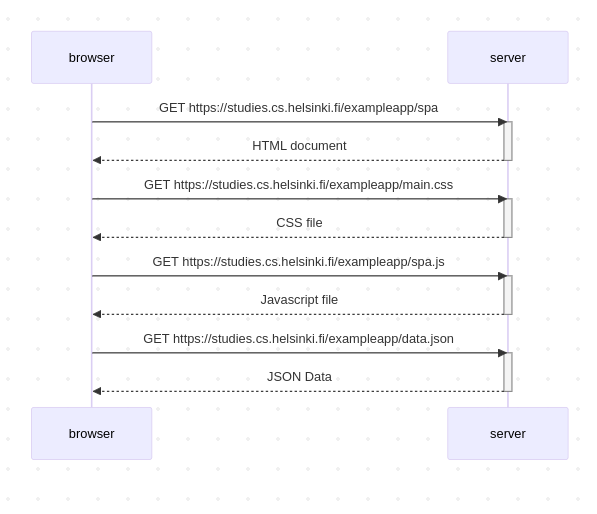 browser server
GET https://studies.cs.helsinki.fi/exampleapp/spa
HTML document
GET https://studies.cs.helsinki.fi/exampleapp/main.css
CSS file
GET https://studies.cs.helsinki.fi/exampleapp/spa.js
Javascript file
GET https://studies.cs.helsinki.fi/exampleapp/data.json
JSON Data
browser server